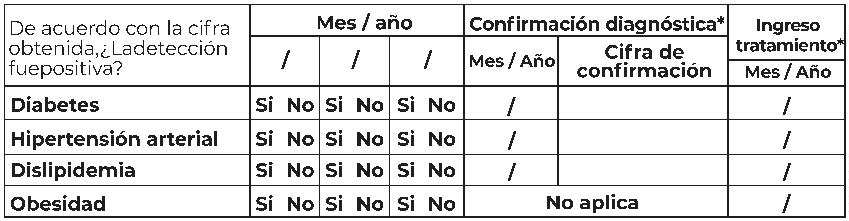 De acuerdo con la cifra obtenida,¿Ladetección fuepositiva?
Mes / año
Confirmación diagnóstica*
Ingreso tratamiento*
/ / /
Mes / Año
Cifra de confirmación
Mes / Año
Diabetes Si No Si No Si No / /
Hipertensión arterial Si No Si No Si No / /
Dislipidemia Si No Si No Si No / /
Obesidad Si No Si No Si No No aplica /